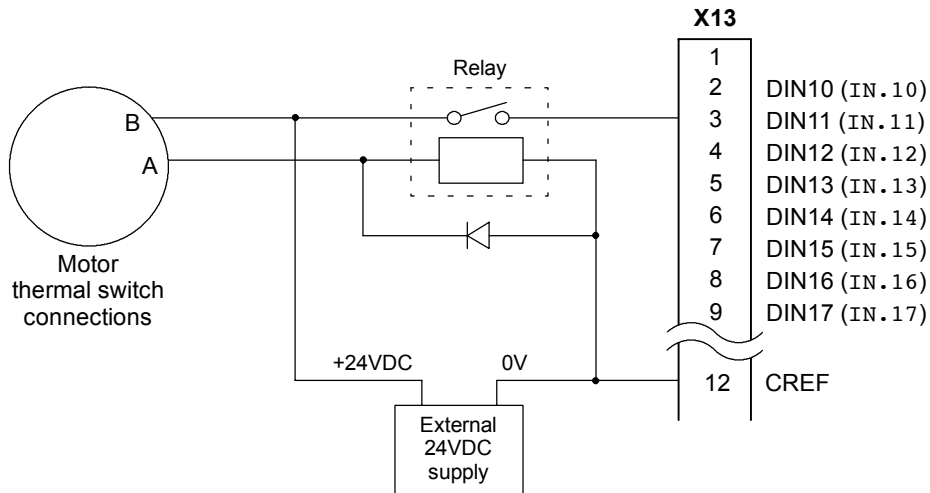 X13
Relay
1
2 DIN10 (IN.10)
B
3 DIN11 (IN.11)
A
4 DIN12 (IN.12)
5 DIN13 (IN.13)
6 DIN14 (IN.14)
7 DIN15 (IN.15)
8 DIN16 (IN.16)
9 DIN17 (IN.17)
Motor
thermal switch
connections
+24VDC 0V
12 CREF
External
24VDC
supply